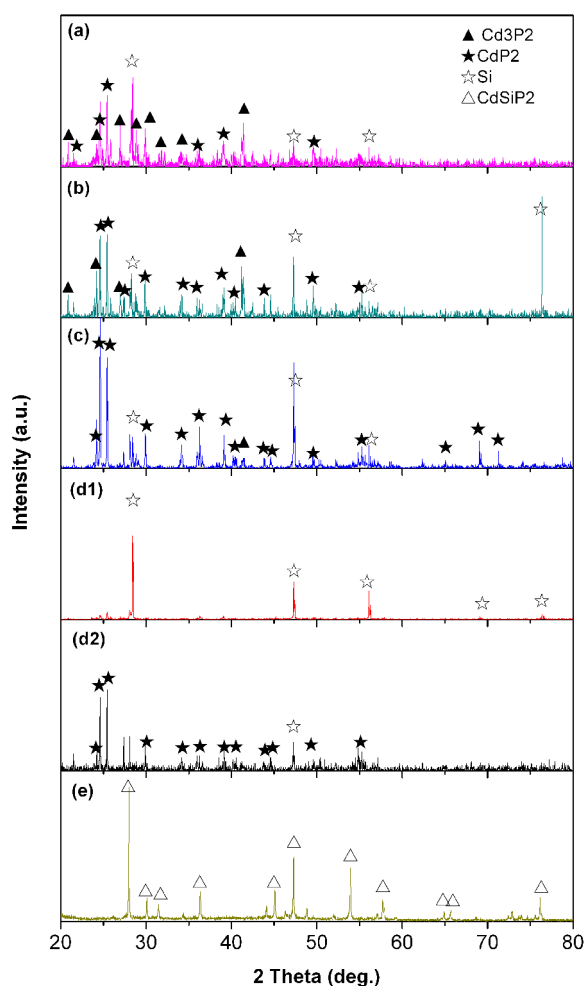 (a)
▲ Cd3P2
★ CdP2
☆ Si
△ CdSiP2
(b)
(c)
(d1)
(d2)
(e)
Intensity (a.u.)
20 30 40 50 60 70 80
2 Theta (deg.)